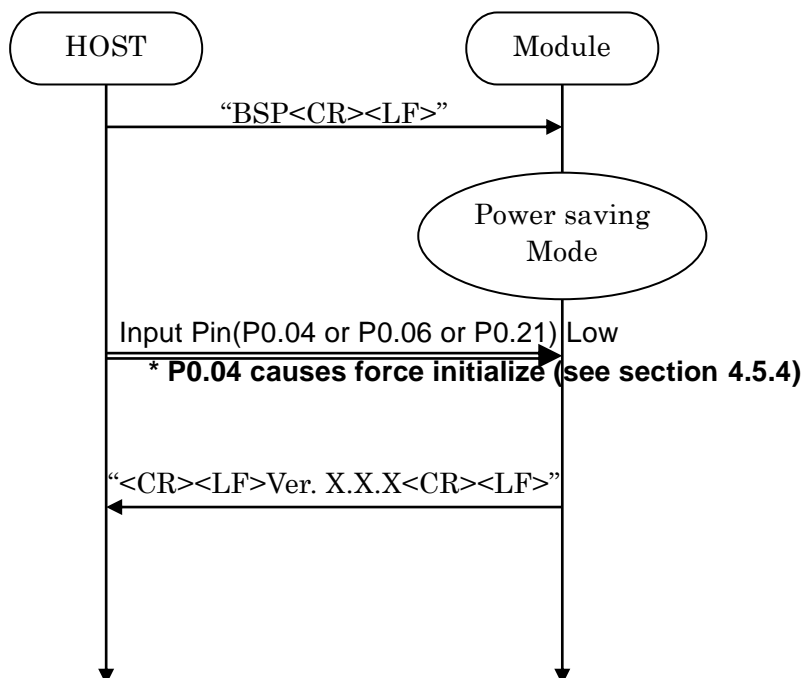 HOST
Module
“BSP<CR><LF>”
Power saving
Mode
Input Pin(P0.04 or P0.06 or P0.21) Low
* P0.04 causes force initialize (see section 4.5.4)
“<CR><LF>Ver. X.X.X<CR><LF>”